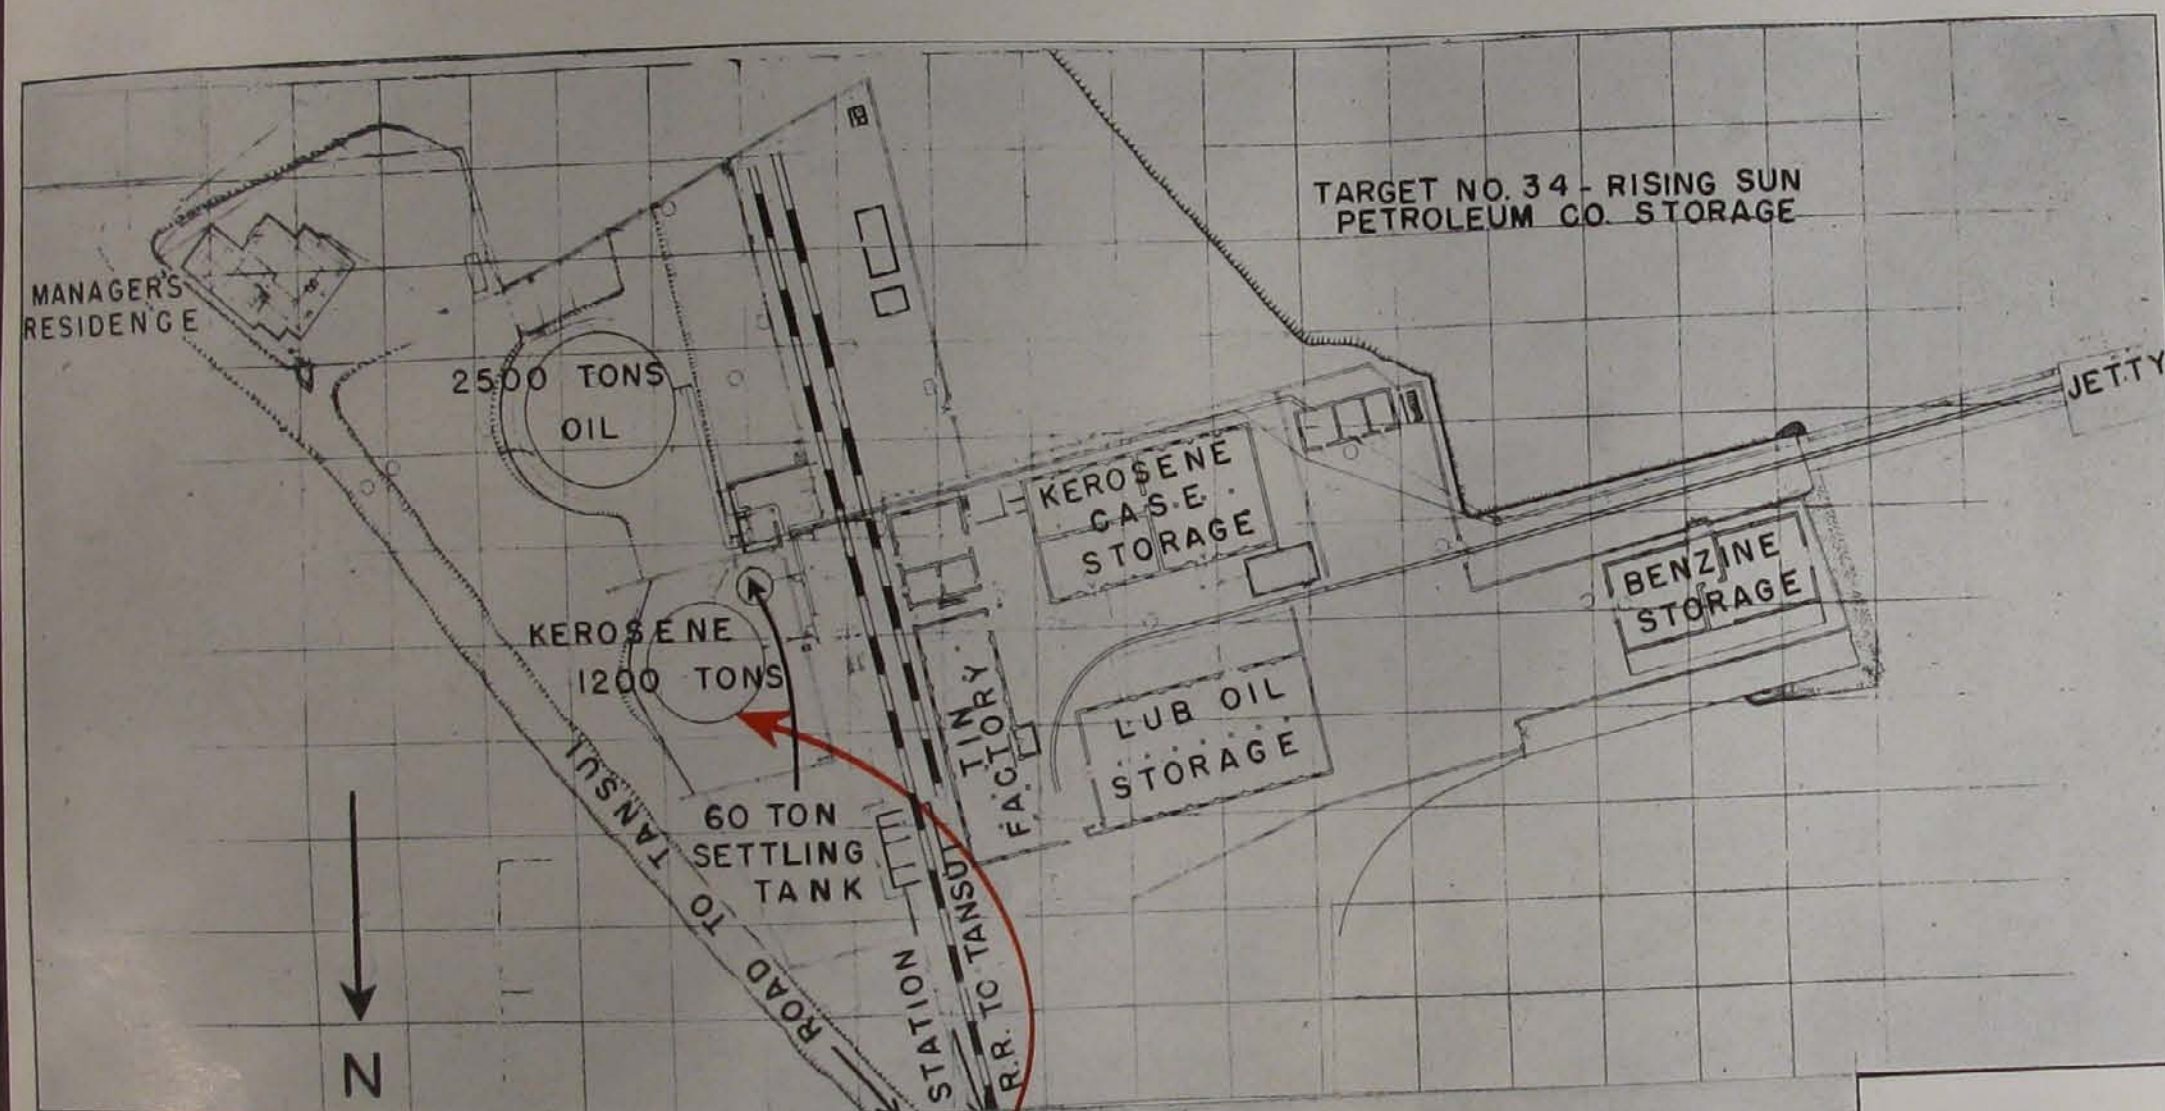 TARGET NO. 34 - RISING SUN
PETROLEUM CO. STORAGE
MANAGER'S
RESIDENCE
2500 TONS
OIL
JETTY
KEROSENE
CASE
STORAGE
BENZINE
STORAGE
KEROSENE
1200 TONS
TIN
FACTORY
LUB OIL
STORAGE
60 TON
SETTLING
TANK
ROAD TO TANSUI
STATION
R.R. TO TANSUI
N